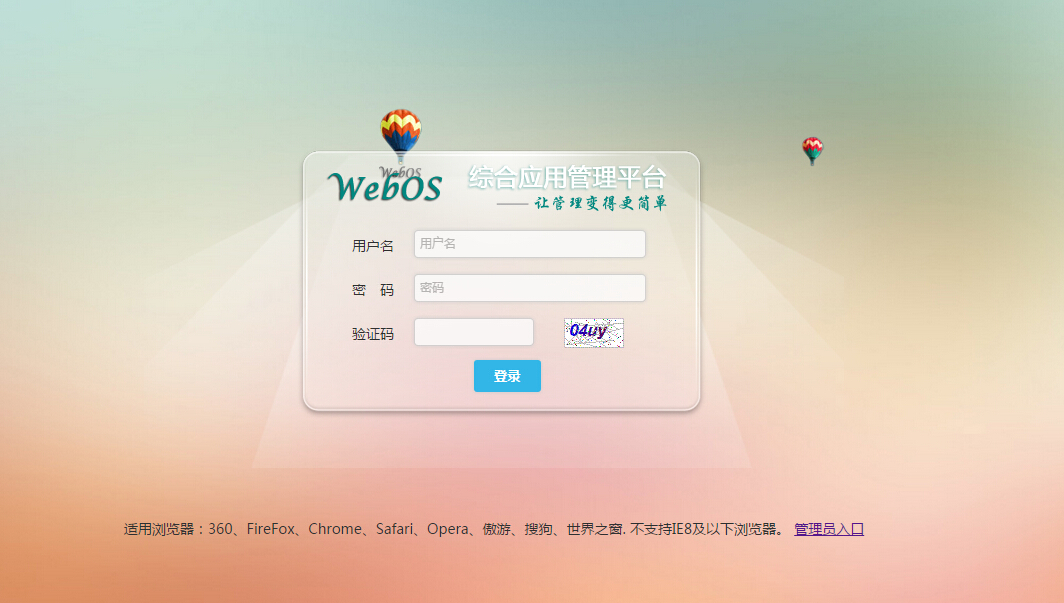 WebOS
WebOS 综合应用管理平台
—— 让管理变得更简单
用户名 用户名
密 码 密码
验证码 04uy
登录
适用浏览器：360、FireFox、Chrome、Safari、Opera、傲游、搜狗、世界之窗. 不支持IE8及以下浏览器。 管理员入口